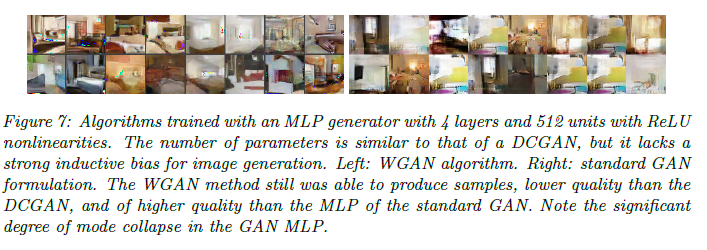 Figure 7: Algorithms trained with an MLP generator with 4 layers and 512 units with ReLU
nonlinearities. The number of parameters is similar to that of a DCGAN, but it lacks a
strong inductive bias for image generation. Left: WGAN algorithm. Right: standard GAN
formulation. The WGAN method still was able to produce samples, lower quality than the
DCGAN, and of higher quality than the MLP of the standard GAN. Note the significant
degree of mode collapse in the GAN MLP.